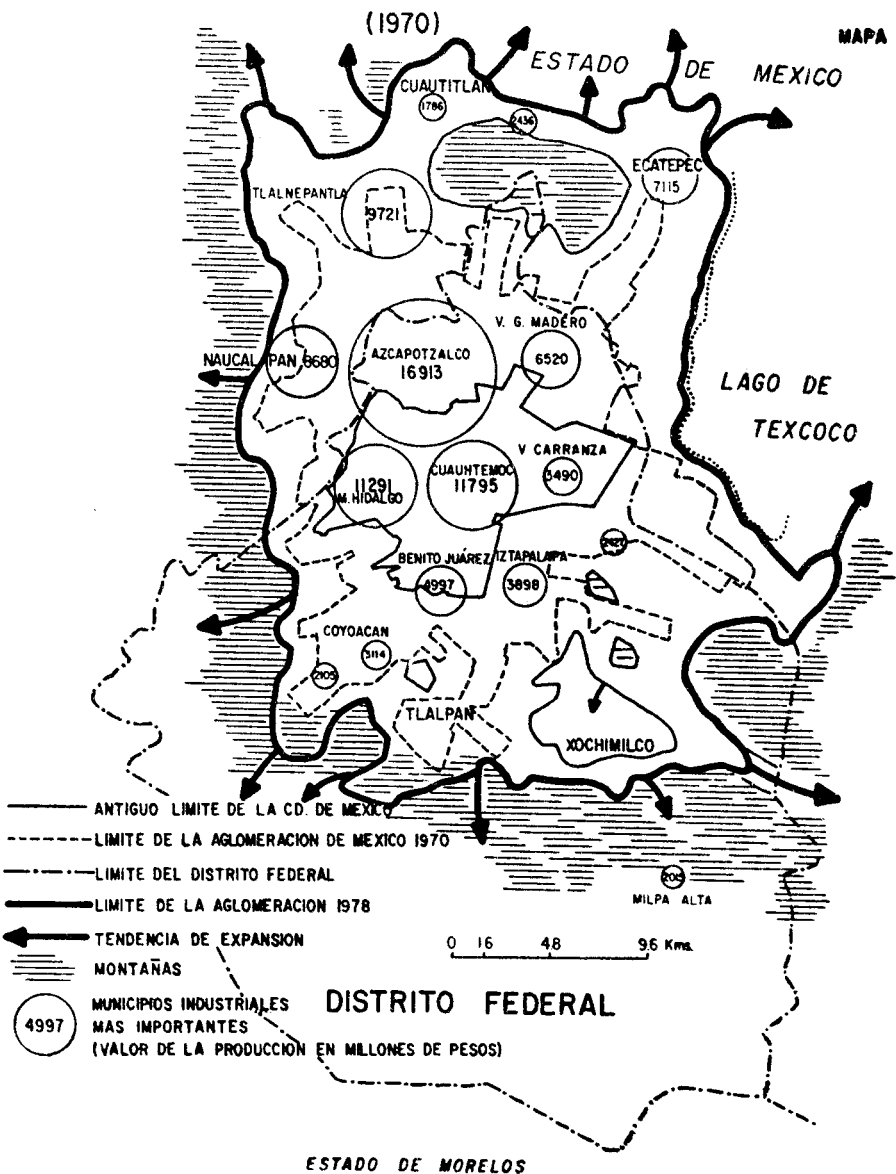 (1970)
MAPA
ESTADO DE MEXICO
CUAUTITLAN
1786
2436
ECATEPEC
7115
TLALNEPANTLA
9721
V. G. MADERO
6520
AZCAPOTZALCO
16913
NAUCALPAN 8680
LAGO DE
TEXCOCO
V. CARRANZA
3490
CUAUHTEMOC
11795
11291
M. HIDALGO
BENITO JUÁREZ
4997
IZTAPALAPA
3898
2427
COYOACAN
3114
2105
TLALPAN
XOCHIMILCO
ANTIGUO LIMITE DE LA CD. DE MEXICO
LIMITE DE LA AGLOMERACION DE MEXICO 1970
LIMITE DEL DISTRITO FEDERAL
LIMITE DE LA AGLOMERACION 1978
TENDENCIA DE EXPANSION
MONTAÑAS
4997
MUNICIPIOS INDUSTRIALES
MAS IMPORTANTES
(VALOR DE LA PRODUCCION EN MILLONES DE PESOS)
MILPA ALTA
0 16 48 9.6 Kms.
DISTRITO FEDERAL
ESTADO DE MORELOS